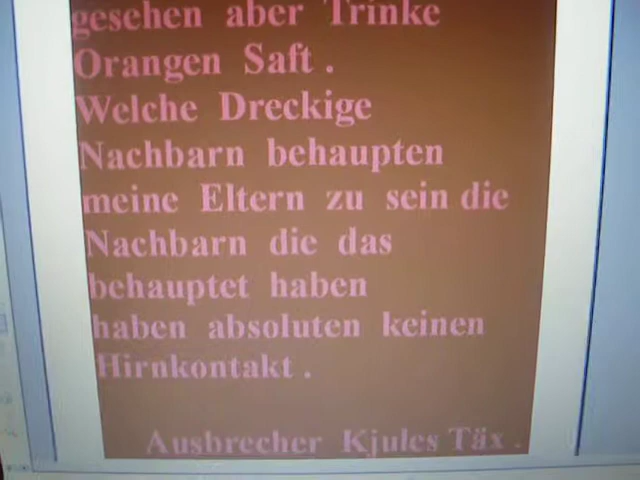 gesehen aber Trinke
Orangen Saft .
Welche Dreckige
Nachbarn behaupten
meine Eltern zu sein die
Nachbarn die das
behauptet haben
haben absoluten keinen
Hirnkontakt .
Ausbrecher Kjules Täx .